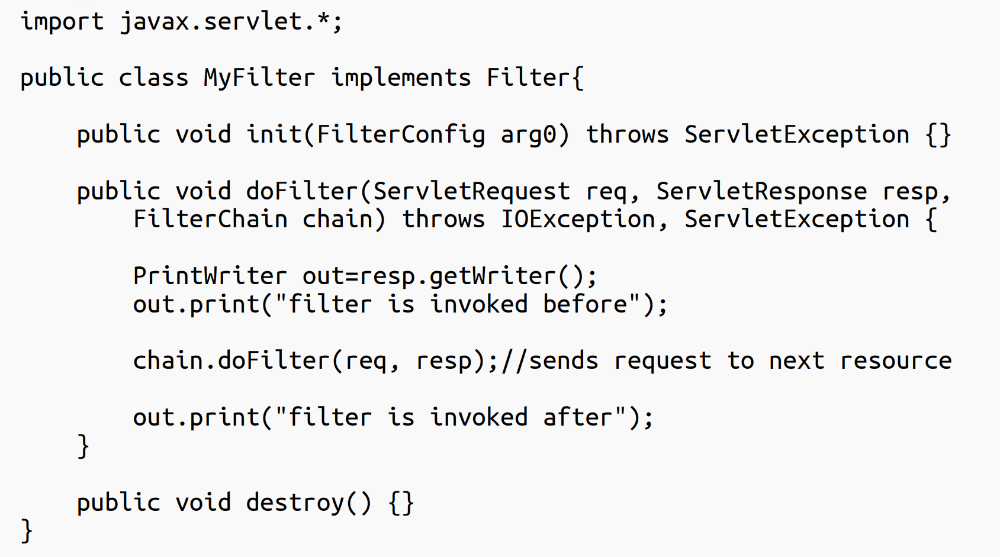 import javax.servlet.*;
public class MyFilter implements Filter{
public void init(FilterConfig arg0) throws ServletException {}
public void doFilter(ServletRequest req, ServletResponse resp,
FilterChain chain) throws IOException, ServletException {
PrintWriter out=resp.getWriter();
out.print("filter is invoked before");
chain.doFilter(req, resp);//sends request to next resource
out.print("filter is invoked after");
}
public void destroy() {}
}